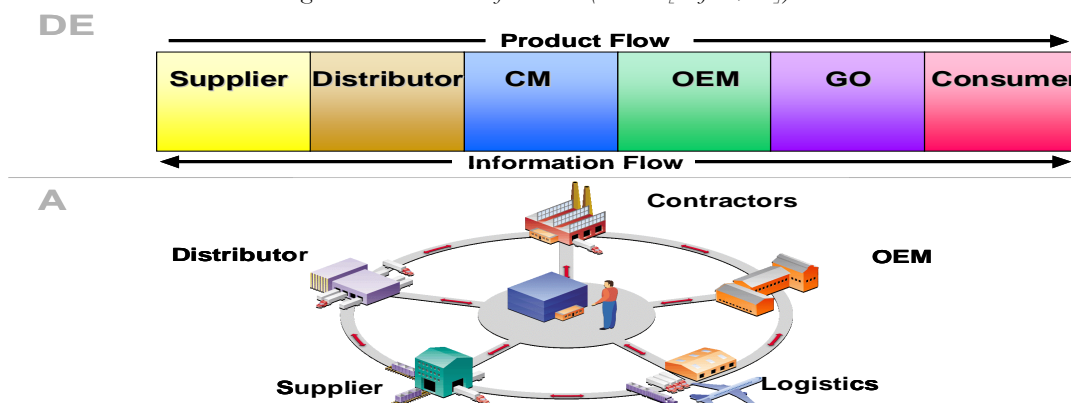 DE
Product Flow
Supplier Distributor CM OEM GO Consumer
Information Flow
A
Contractors
Distributor
OEM
Supplier
Logistics